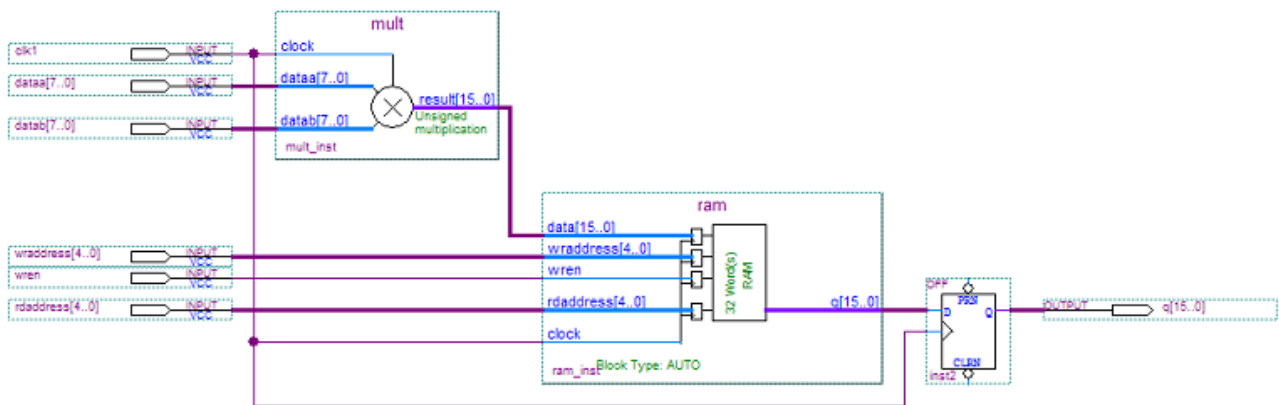 mult
clk1 INPUT VCC clock
dataa[7..0] INPUT VCC dataa[7..0]
result[15..0]
datab[7..0] INPUT VCC datab[7..0]
Unsigned
multiplication
mult_inst
ram
data[15..0]
wraddress[4..0] INPUT VCC wraddress[4..0]
wren INPUT VCC wren
rdaddress[4..0] INPUT VCC rdaddress[4..0]
32 Word(s)
RAM
q[15..0]
clock
Block Type: AUTO
ram_inst
DFF
PRN
D Q
CLRN
inst2
OUTPUT q[15..0]